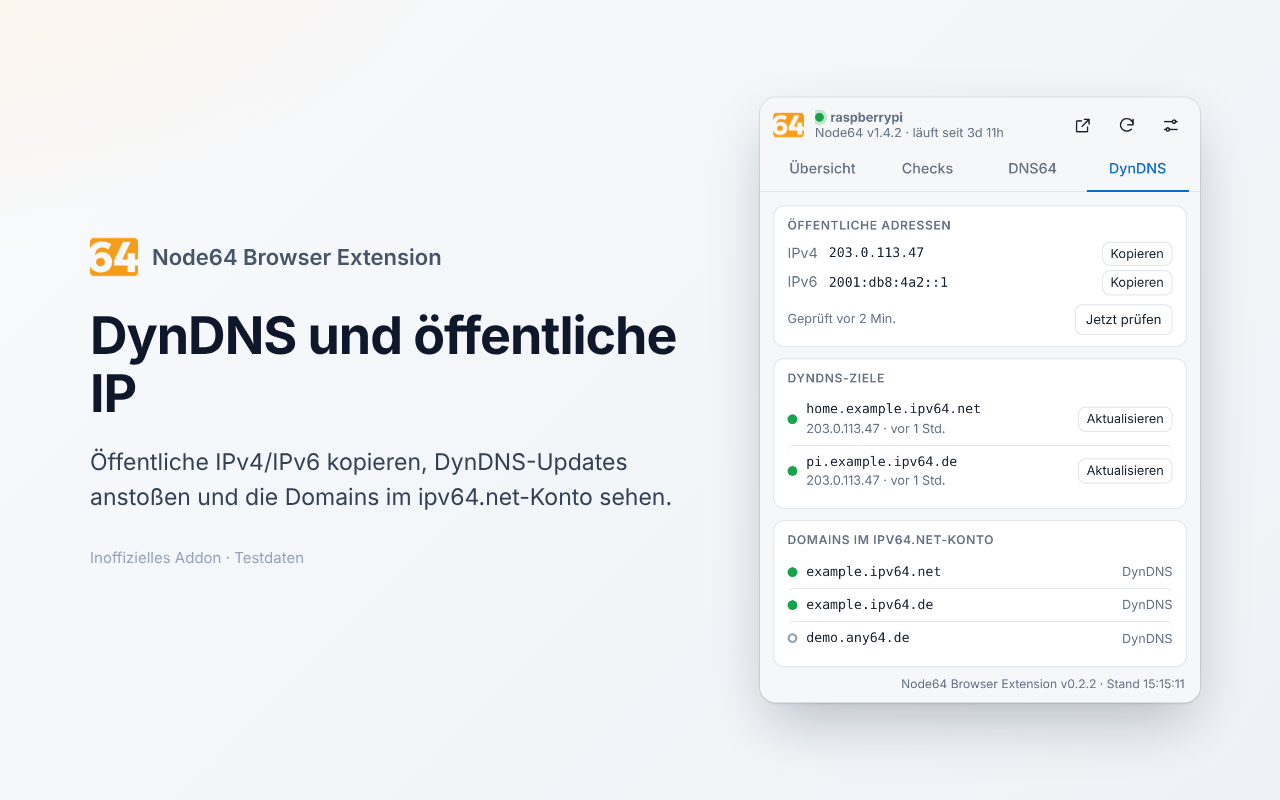 64 Node64 Browser Extension
DynDNS und öffentliche
IP
Öffentliche IPv4/IPv6 kopieren, DynDNS-Updates
anstoßen und die Domains im ipv64.net-Konto sehen.
Inoffizielles Addon · Testdaten
64 raspberrypi
Node64 v1.4.2 · läuft seit 3d 11h
Übersicht Checks DNS64 DynDNS
ÖFFENTLICHE ADRESSEN
IPv4 203.0.113.47 Kopieren
IPv6 2001:db8:4a2::1 Kopieren
Geprüft vor 2 Min. Jetzt prüfen
DYNDNS-ZIELE
home.example.ipv64.net Aktualisieren
203.0.113.47 · vor 1 Std.
pi.example.ipv64.de Aktualisieren
203.0.113.47 · vor 1 Std.
DOMAINS IM IPV64.NET-KONTO
example.ipv64.net DynDNS
example.ipv64.de DynDNS
demo.any64.de DynDNS
Node64 Browser Extension v0.2.2 · Stand 15:15:11